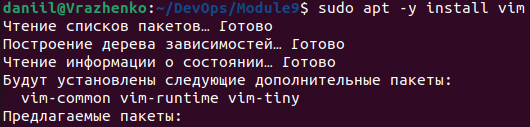 daniil@Vrazhenko:~/DevOps/Module9$ sudo apt -y install vim
Чтение списков пакетов… Готово
Построение дерева зависимостей… Готово
Чтение информации о состоянии… Готово
Будут установлены следующие дополнительные пакеты:
  vim-common vim-runtime vim-tiny
Предлагаемые пакеты: